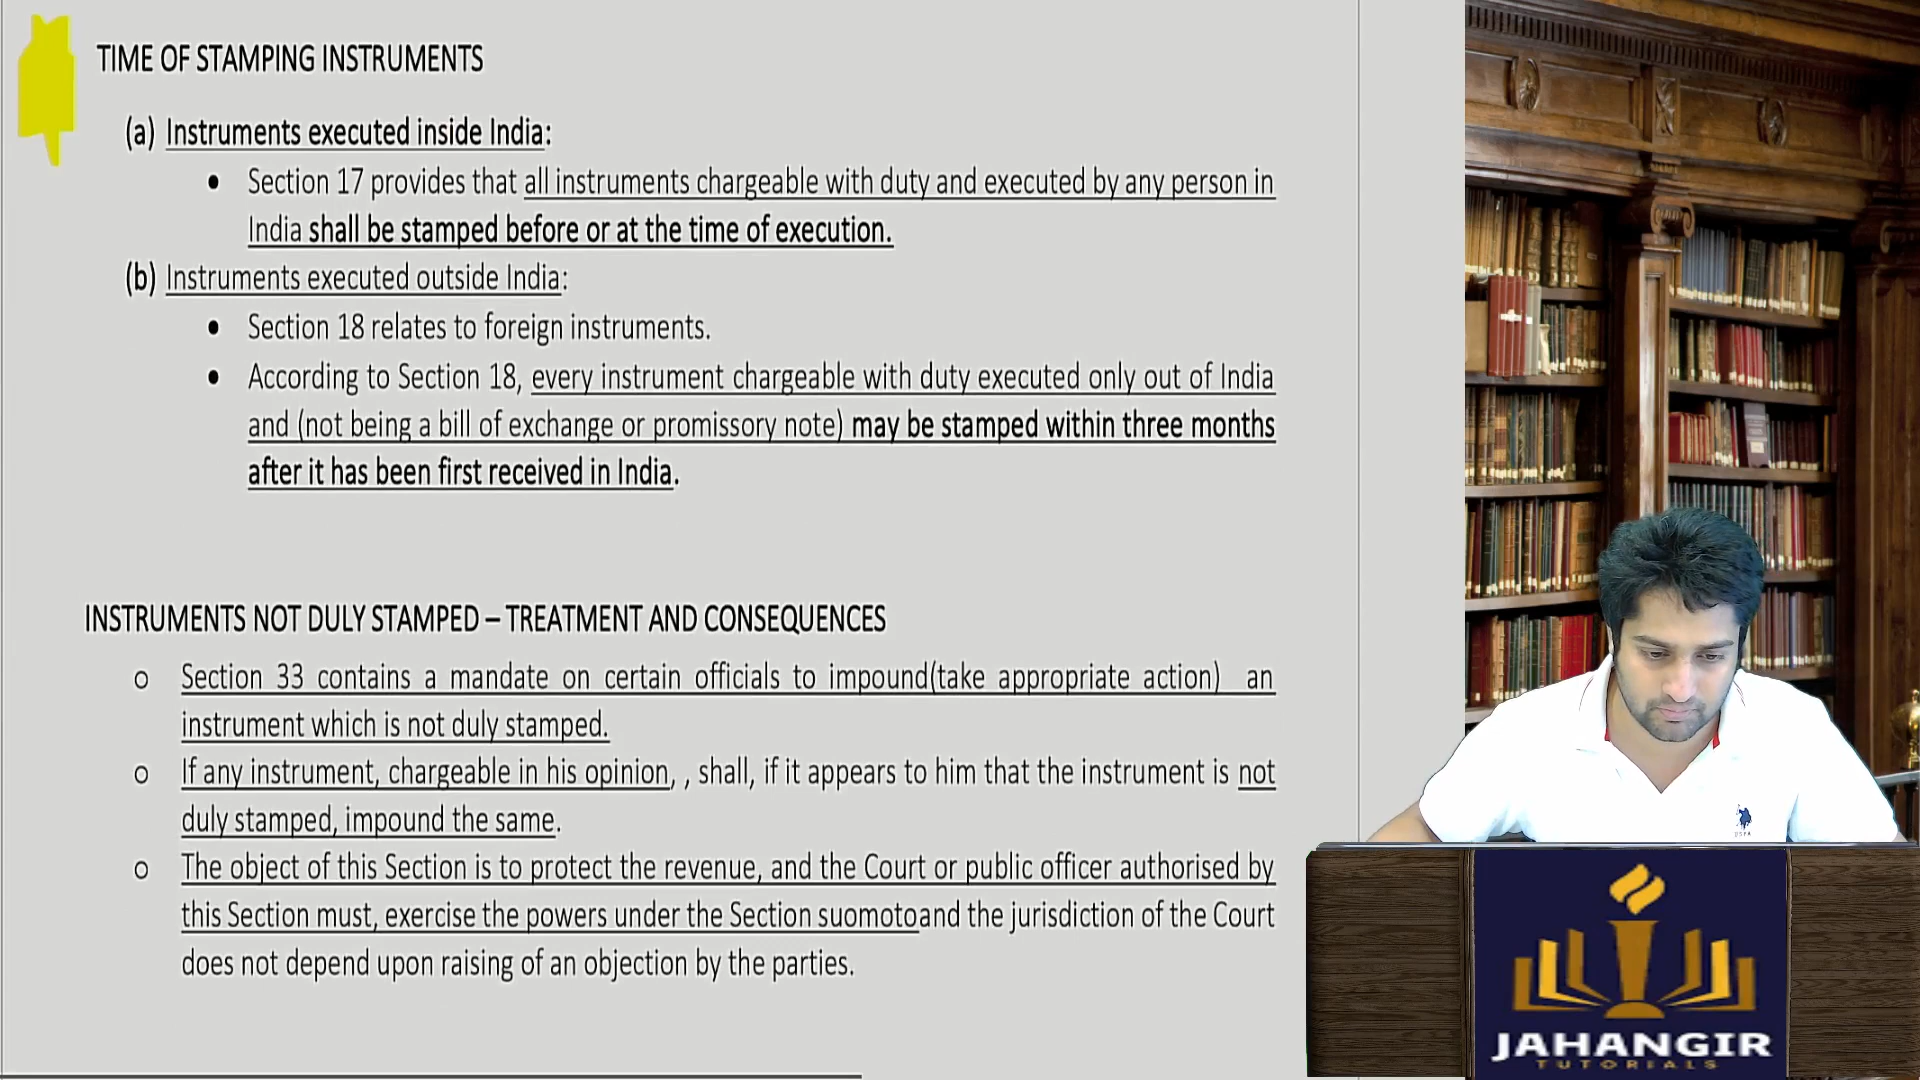 TIME OF STAMPING INSTRUMENTS
(a) Instruments executed inside India:
• Section 17 provides that all instruments chargeable with duty and executed by any person in
India shall be stamped before or at the time of execution.
(b) Instruments executed outside India:
• Section 18 relates to foreign instruments.
• According to Section 18, every instrument chargeable with duty executed only out of India
and (not being a bill of exchange or promissory note) may be stamped within three months
after it has been first received in India.
INSTRUMENTS NOT DULY STAMPED – TREATMENT AND CONSEQUENCES
o Section 33 contains a mandate on certain officials to impound(take appropriate action) an
instrument which is not duly stamped.
o If any instrument, chargeable in his opinion, , shall, if it appears to him that the instrument is not
duly stamped, impound the same.
o The object of this Section is to protect the revenue, and the Court or public officer authorised by
this Section must, exercise the powers under the Section suomotoand the jurisdiction of the Court
does not depend upon raising of an objection by the parties.
USPA
JAHANGIR
TUTORIALS